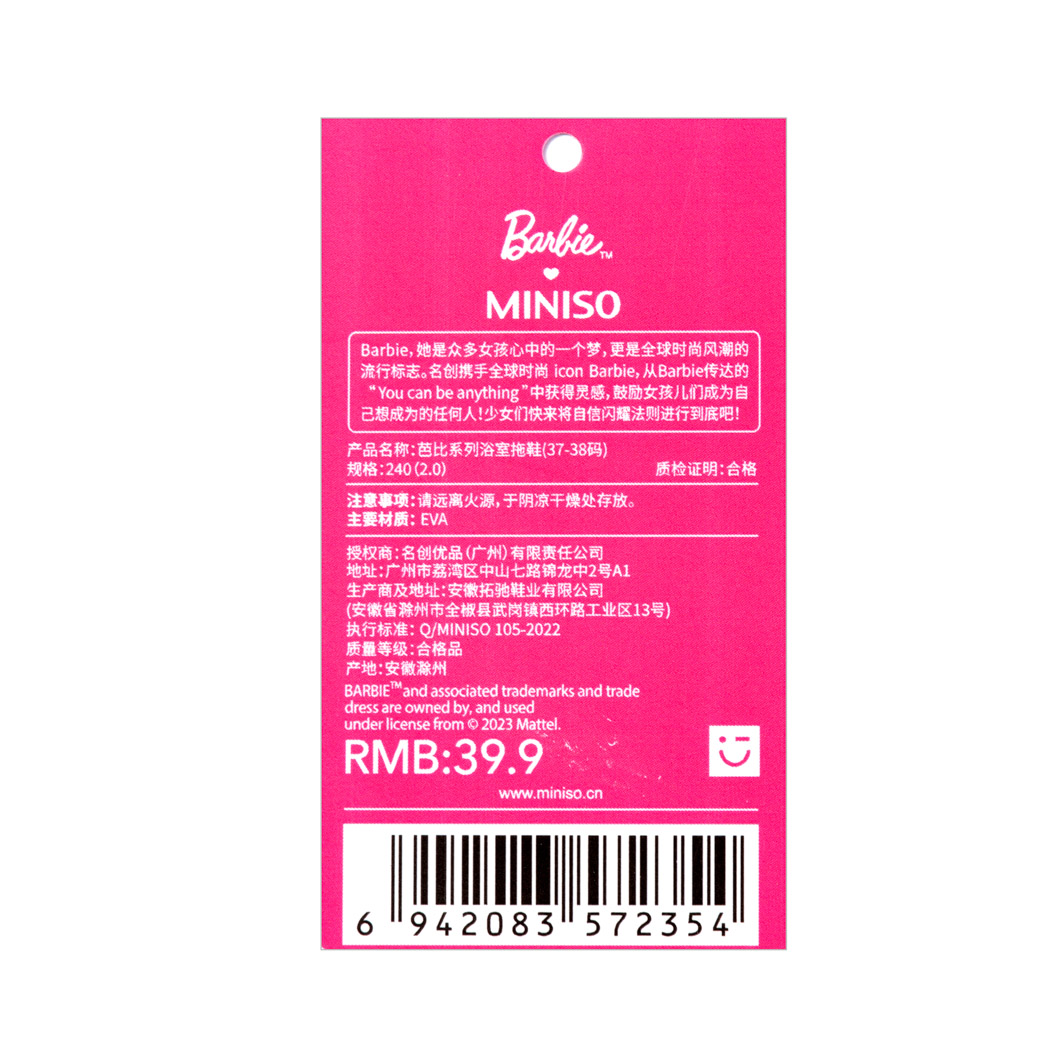 Barbie™
MINISO
Barbie，她是众多女孩心中的一个梦，更是全球时尚风潮的
流行标志。名创携手全球时尚 icon Barbie，从Barbie传达的
“You can be anything”中获得灵感，鼓励女孩儿们成为自
己想成为的任何人！少女们快来将自信闪耀法则进行到底吧！
产品名称：芭比系列浴室拖鞋(37-38码)
规格：240（2.0） 质检证明：合格
注意事项：请远离火源，于阴凉干燥处存放。
主要材质： EVA
授权商：名创优品（广州）有限责任公司
地址：广州市荔湾区中山七路锦龙中2号A1
生产商及地址：安徽拓驰鞋业有限公司
(安徽省滁州市全椒县武岗镇西环路工业区13号)
执行标准： Q/MINISO 105-2022
质量等级：合格品
产地：安徽滁州
BARBIE™and associated trademarks and trade
dress are owned by, and used
under license from © 2023 Mattel.
RMB:39.9
www.miniso.cn
6 942083 572354